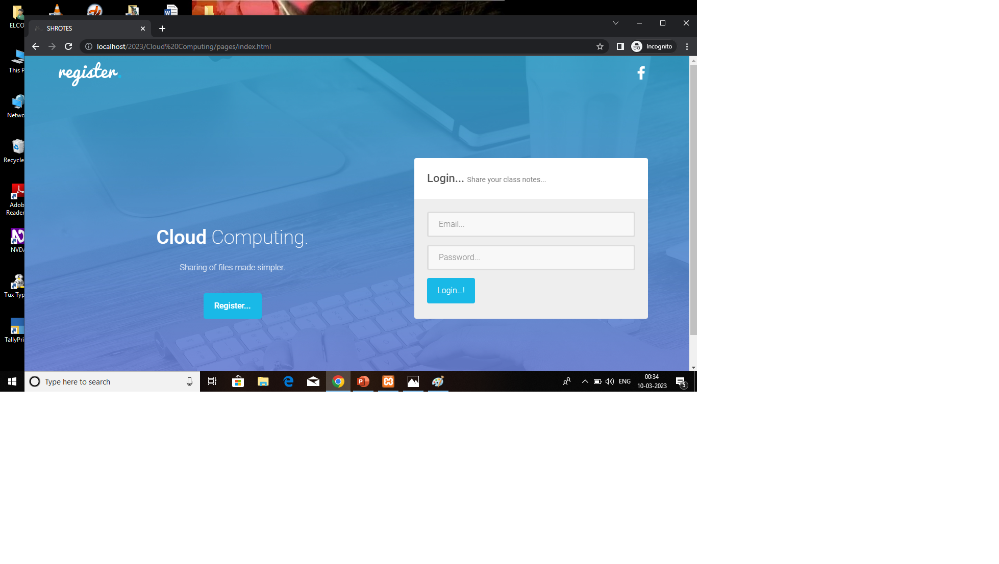 ELCO
This P
Netwo
Recycle
Adob
Reader
NVDA
Tux Typ
TallyPri
SHROTES
localhost/2023/Cloud%20Computing/pages/index.html
Incognito
register.
Login... Share your class notes...
Email...
Password...
Login...!
Cloud Computing.
Sharing of files made simpler.
Register...
Type here to search
ENG
00:34
10-03-2023
5